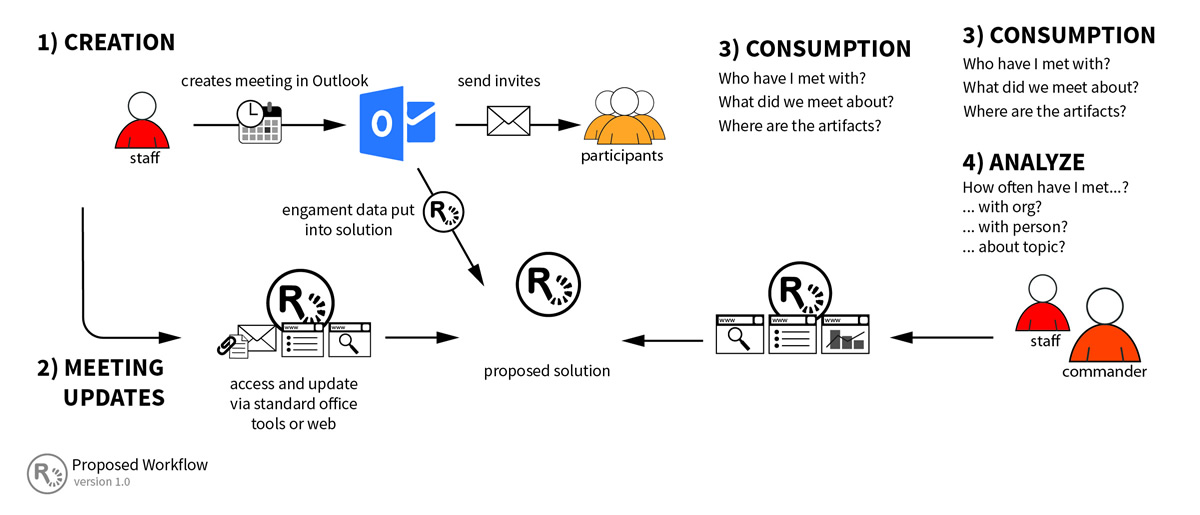 1) CREATION
creates meeting in Outlook
send invites
staff
O
participants
engament data put
into solution
R
R
2) MEETING
UPDATES
R
www
www
access and update
via standard office
tools or web
proposed solution
3) CONSUMPTION
Who have I met with?
What did we meet about?
Where are the artifacts?
R
www
www
www
3) CONSUMPTION
Who have I met with?
What did we meet about?
Where are the artifacts?
4) ANALYZE
How often have I met...?
... with org?
... with person?
... about topic?
staff
commander
R
Proposed Workflow
version 1.0